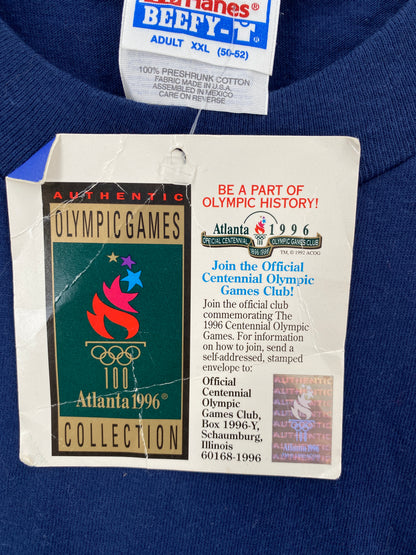 Hanes
BEEFY-T®
ADULT XXL (50-52)
100% PRESHRUNK COTTON
FABRIC MADE IN U.S.A.
ASSEMBLED IN MEXICO
CARE ON REVERSE
AUTHENTIC
OLYMPIC GAMES
100
Atlanta 1996®
COLLECTION
BE A PART OF
OLYMPIC HISTORY!
Atlanta 1996
OFFICIAL CENTENNIAL OLYMPIC GAMES CLUB
1896 1996
TM, © 1992 ACOG
Join the Official
Centennial Olympic
Games Club!
Join the official club
commemorating The
1996 Centennial Olympic
Games. For information
on how to join, send a
self-addressed, stamped
envelope to:
Official
Centennial
Olympic
Games Club,
Box 1996-Y,
Schaumburg,
Illinois
60168-1996
AUTHENTIC
100
Atlanta 1996